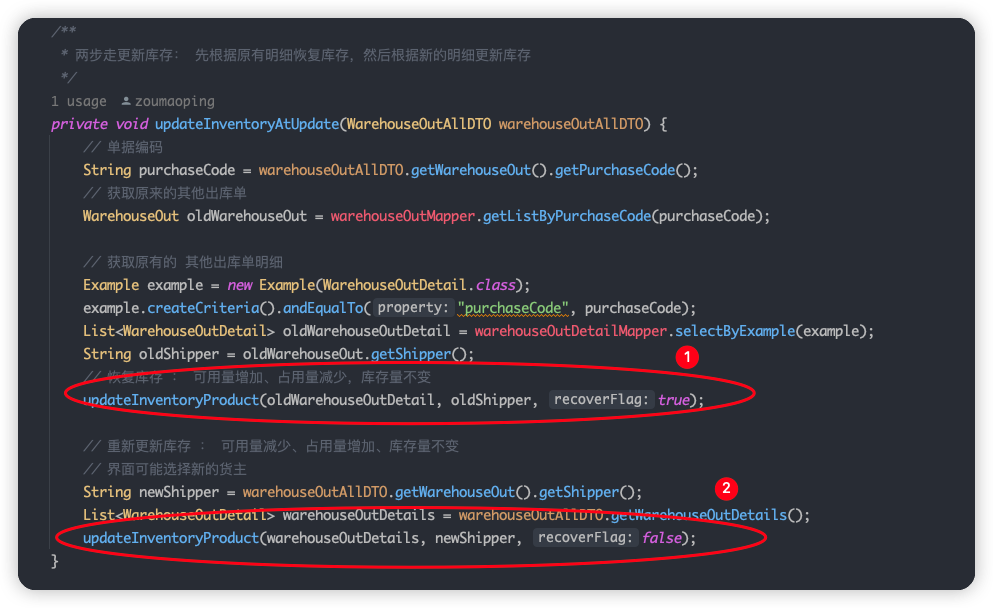 /**
* 两步走更新库存： 先根据原有明细恢复库存，然后根据新的明细更新库存
*/
1 usage zoumaoping
private void updateInventoryAtUpdate(WarehouseOutAllDTO warehouseOutAllDTO) {
// 单据编码
String purchaseCode = warehouseOutAllDTO.getWarehouseOut().getPurchaseCode();
// 获取原来的其他出库单
WarehouseOut oldWarehouseOut = warehouseOutMapper.getListByPurchaseCode(purchaseCode);
// 获取原有的 其他出库单明细
Example example = new Example(WarehouseOutDetail.class);
example.createCriteria().andEqualTo( property: "purchaseCode", purchaseCode);
List<WarehouseOutDetail> oldWarehouseOutDetail = warehouseOutDetailMapper.selectByExample(example);
String oldShipper = oldWarehouseOut.getShipper();
1
// 恢复库存 ： 可用量增加、占用量减少，库存量不变
updateInventoryProduct(oldWarehouseOutDetail, oldShipper, recoverFlag: true);
// 重新更新库存 ： 可用量减少、占用量增加、库存量不变
// 界面可能选择新的货主
String newShipper = warehouseOutAllDTO.getWarehouseOut().getShipper();
2
List<WarehouseOutDetail> warehouseOutDetails = warehouseOutAllDTO.getWarehouseOutDetails();
updateInventoryProduct(warehouseOutDetails, newShipper, recoverFlag: false);
}